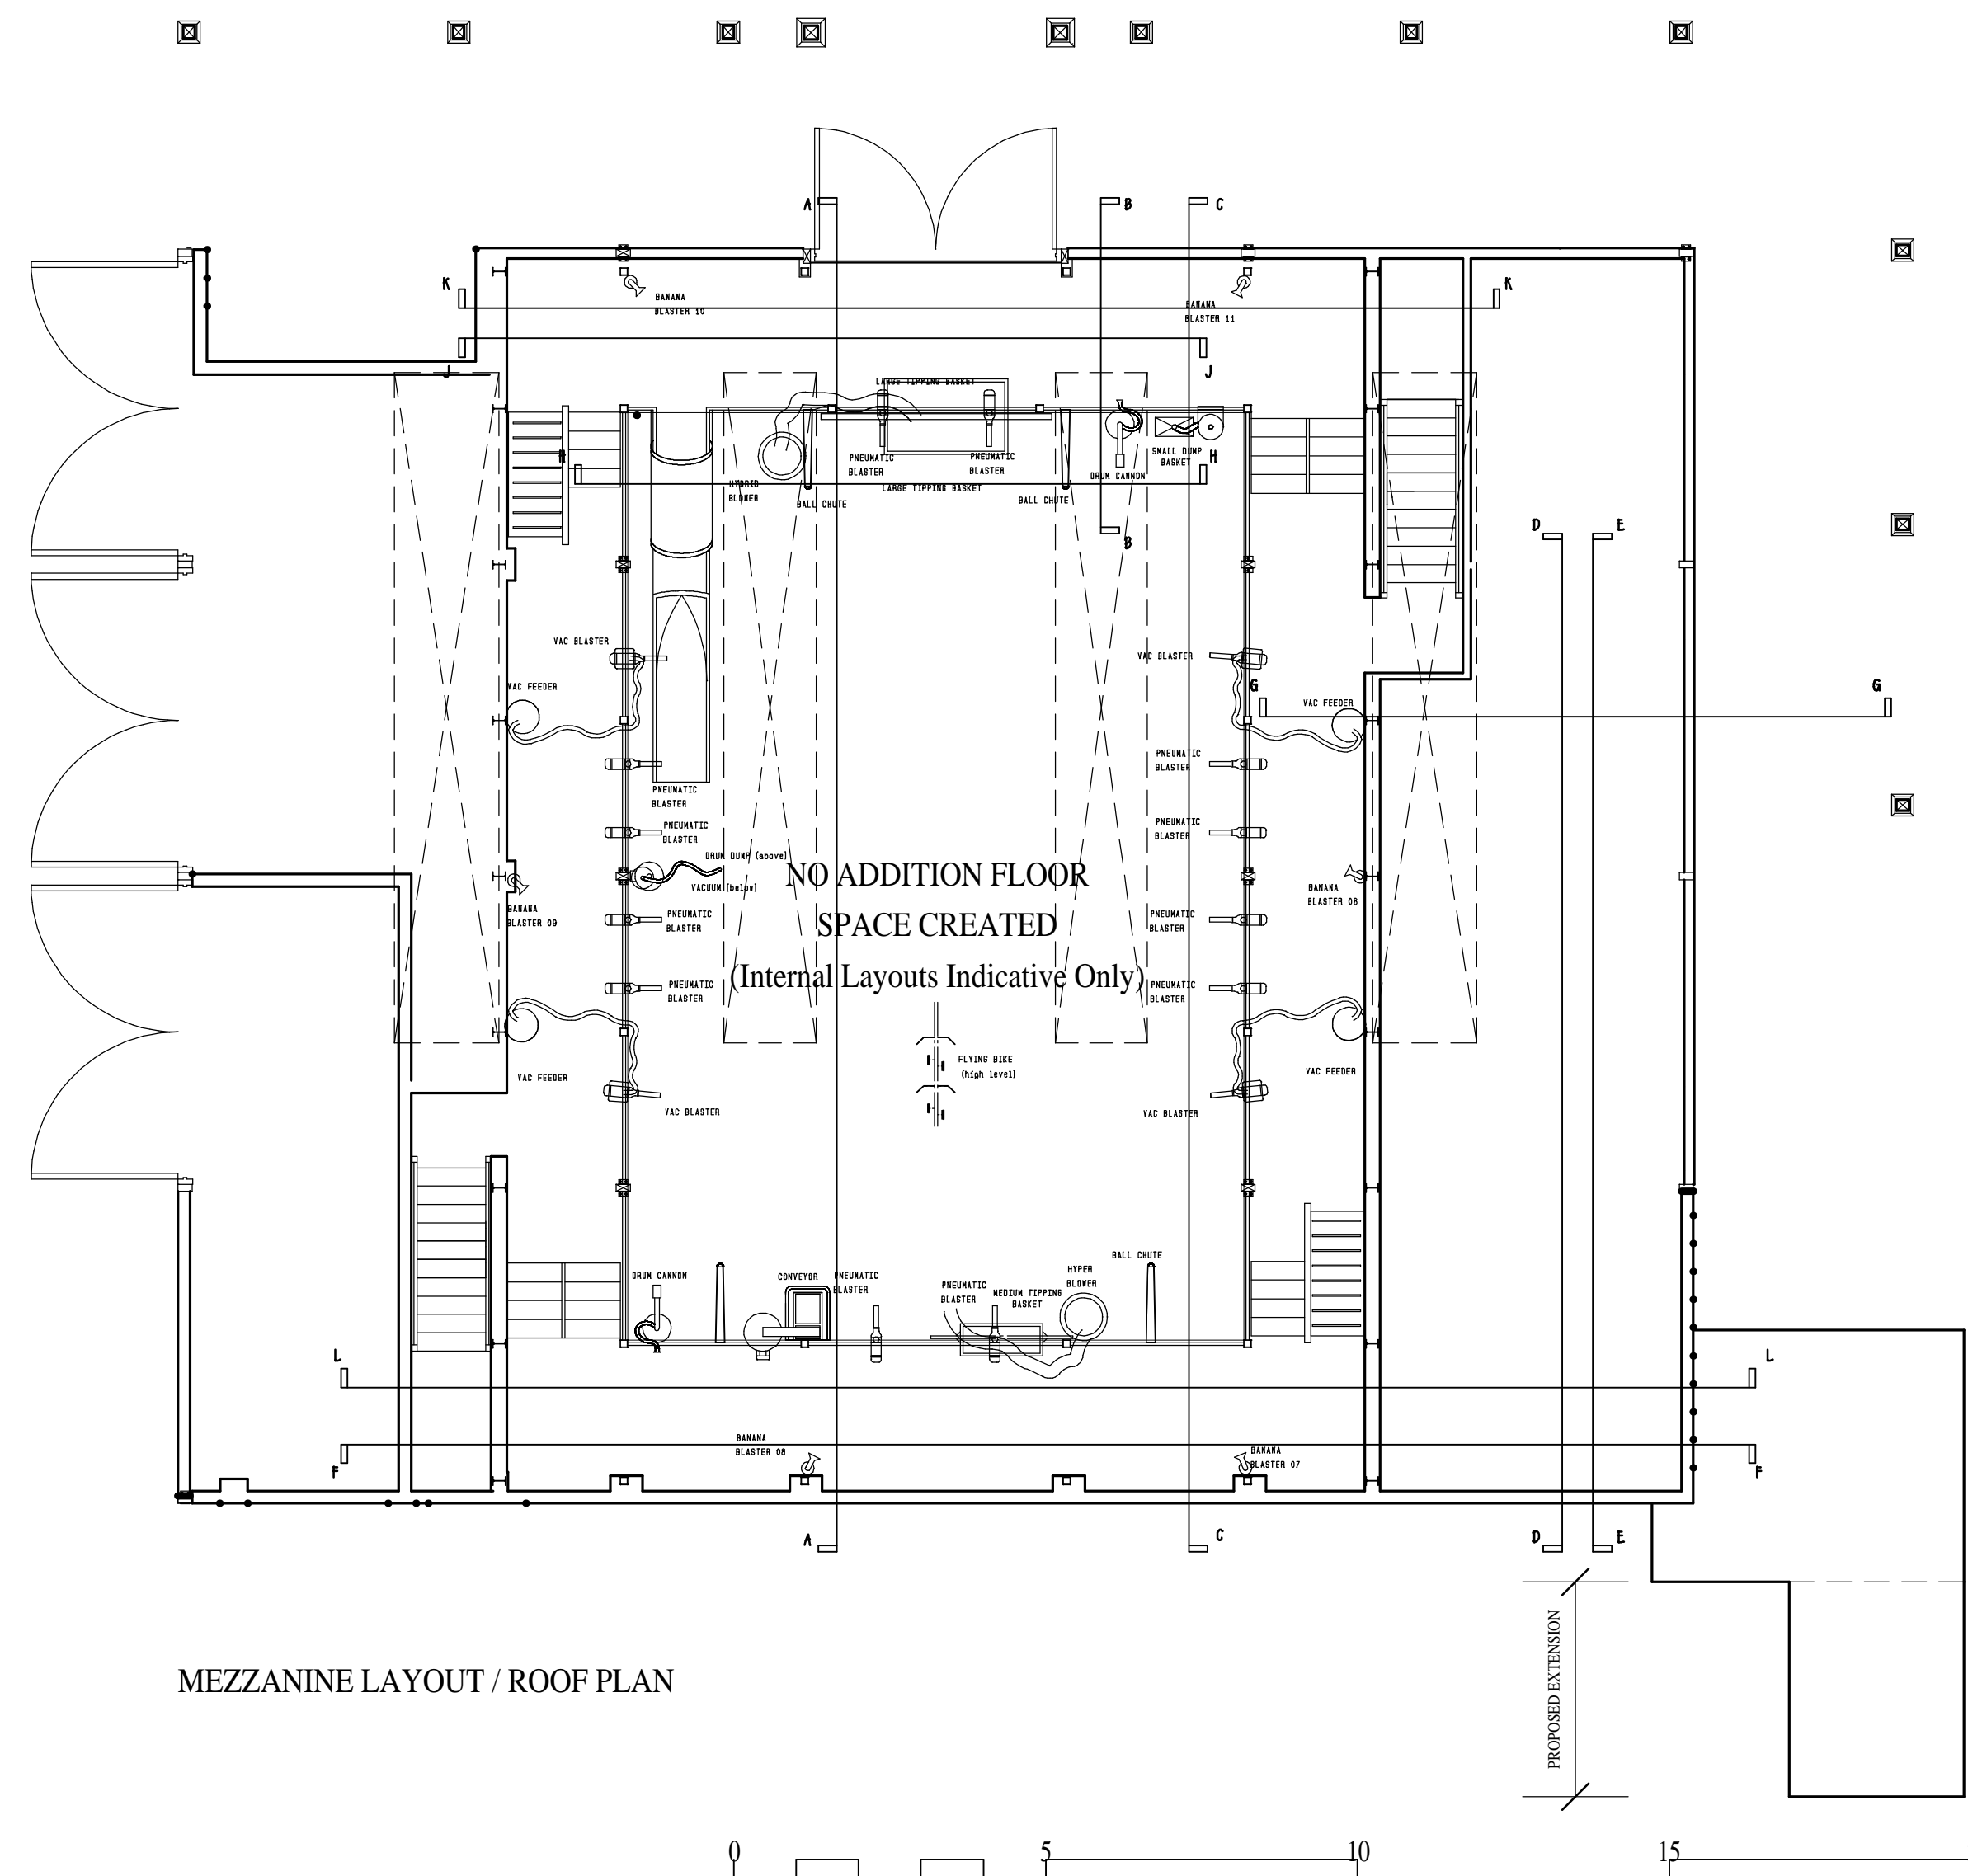 A
B
C
K
K
BANANA
BLASTER 10
BANANA
BLASTER 11
J
J
LARGE TIPPING BASKET
H
H
PNEUMATIC
BLASTER
PNEUMATIC
BLASTER
SMALL DUMP
BASKET
DRUM CANNON
HYBRID
BLOWER
LARGE TIPPING BASKET
BALL CHUTE
BALL CHUTE
B
D
E
VAC BLASTER
VAC BLASTER
VAC FEEDER
G
G
VAC FEEDER
PNEUMATIC
BLASTER
PNEUMATIC
BLASTER
PNEUMATIC
BLASTER
PNEUMATIC
BLASTER
DRUM DUMP (above)
VACUUM (below)
NO ADDITION FLOOR
SPACE CREATED
(Internal Layouts Indicative Only)
BANANA
BLASTER 09
BANANA
BLASTER 06
PNEUMATIC
BLASTER
PNEUMATIC
BLASTER
PNEUMATIC
BLASTER
PNEUMATIC
BLASTER
FLYING BIKE
(high level)
VAC FEEDER
VAC FEEDER
VAC BLASTER
VAC BLASTER
BALL CHUTE
DRUM CANNON
CONVEYOR
PNEUMATIC
BLASTER
PNEUMATIC
BLASTER
MEDIUM TIPPING
BASKET
HYPER
BLOWER
L
L
F
F
BANANA
BLASTER 08
BANANA
BLASTER 07
A
C
D
E
PROPOSED EXTENSION
MEZZANINE LAYOUT / ROOF PLAN
0
5
10
15